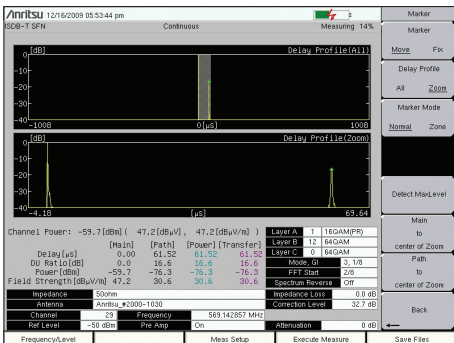 Anritsu 12/16/2009 05:53:44 pm
Marker
ISDB-T SFN Continuous Measuring 14%
Marker
Move Fix
[dB] Delay Profile(All)
0
-10
-20
-30
-40
-1008 0[μS] 1008
Delay Profile
All Zoom
Marker Mode
Normal Zone
[dB] Delay Profile(Zoom)
0
-10
-20
-30
-40
-4.18 [μS] 69.64
Detect MaxLevel
Main
to
center of Zoom
Path
to
center of Zoom
Back
Channel Power: -59.7[dBm]( 47.2[dBμV], 47.2[dBμV/m] )
[Main] [Path] [Power] [Transfer]
Delay[μs] 0.00 61.52 61.52 61.52
DU Ratio[dB] 0.0 16.6 16.6 16.6
Power[dBm] -59.7 -76.3 -76.3 -76.3
Field Strength[dBμV/m] 47.2 30.6 30.6 30.6
Layer A 1 16QAM(PR)
Layer B 12 64QAM
Layer C 0 64QAM
Mode, GI 3, 1/8
FFT Start 2/8
Spectrum Reverse Off
Impedance 50ohm Impedance Loss 0.0 dB
Antenna Anritsu_#2000-1030 Correction Level 32.7 dB
Channel 29 Frequency 569.142857 MHz
Ref Level -50 dBm Pre Amp On Attenuation 0 dB
Frequency/Level Meas Setup Execute Measure Save Files